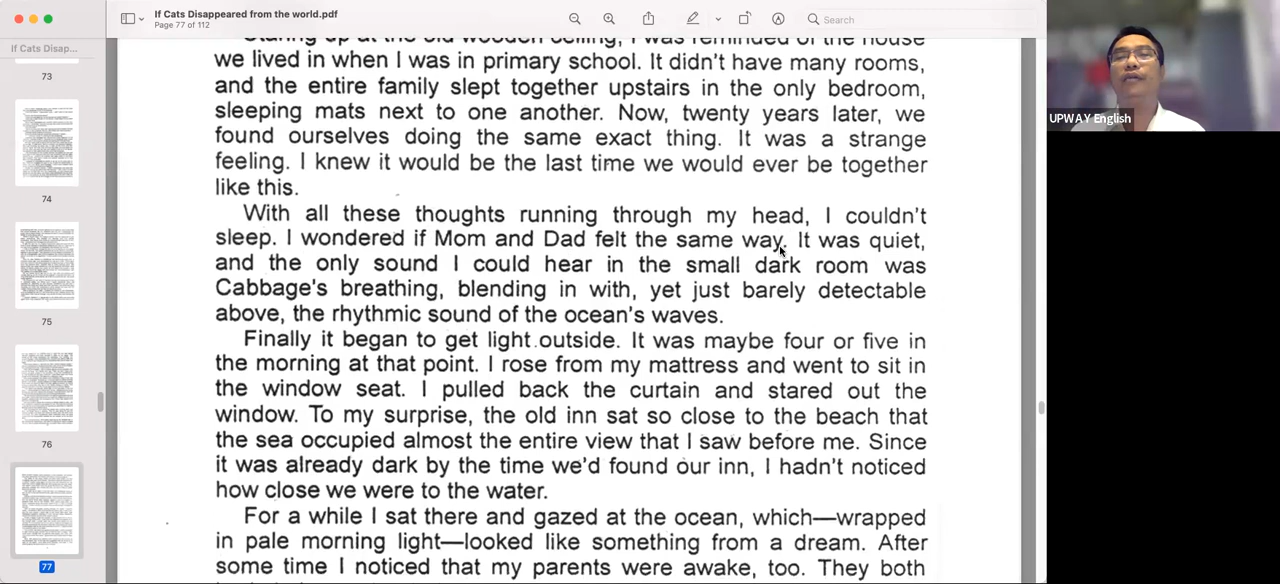 If Cats Disappeared from the world.pdf
Page 77 of 112
Search
If Cats Disap...
73
74
75
76
77
UPWAY English
Staring up at the old wooden ceiling, I was reminded of the house
we lived in when I was in primary school. It didn't have many rooms,
and the entire family slept together upstairs in the only bedroom,
sleeping mats next to one another. Now, twenty years later, we
found ourselves doing the same exact thing. It was a strange
feeling. I knew it would be the last time we would ever be together
like this.
With all these thoughts running through my head, I couldn't
sleep. I wondered if Mom and Dad felt the same way. It was quiet,
and the only sound I could hear in the small dark room was
Cabbage's breathing, blending in with, yet just barely detectable
above, the rhythmic sound of the ocean's waves.
Finally it began to get light outside. It was maybe four or five in
the morning at that point. I rose from my mattress and went to sit in
the window seat. I pulled back the curtain and stared out the
window. To my surprise, the old inn sat so close to the beach that
the sea occupied almost the entire view that I saw before me. Since
it was already dark by the time we'd found our inn, I hadn't noticed
how close we were to the water.
For a while I sat there and gazed at the ocean, which—wrapped
in pale morning light—looked like something from a dream. After
some time I noticed that my parents were awake, too. They both